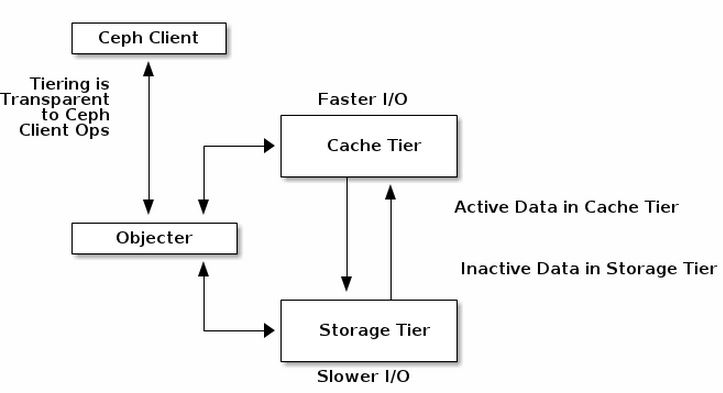 Ceph Client
Tiering is
Transparent
to Ceph
Client Ops
Faster I/O
Cache Tier
Objecter
Active Data in Cache Tier
Inactive Data in Storage Tier
Storage Tier
Slower I/O